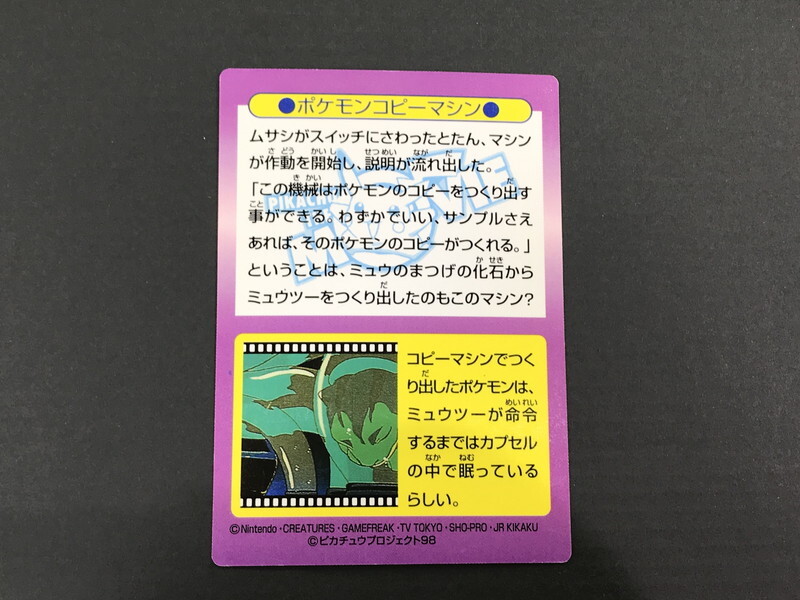 ●ポケモンコピーマシン●
ムサシがスイッチにさわったとたん、マシン
が作動を開始し、説明が流れ出した。
「この機械はポケモンのコピーをつくり出す
事ができる。わずかでいい、サンプルさえ
あれば、そのポケモンのコピーがつくれる。」
ということは、ミュウのまつげの化石から
ミュウツーをつくり出したのもこのマシン?
コピーマシンでつく
り出したポケモンは、
ミュウツーが命令
するまではカプセル
の中で眠っている
らしい。
©Nintendo・CREATURES・GAMEFREAK・TV TOKYO・SHO-PRO・JR KIKAKU
©ピカチュウプロジェクト98